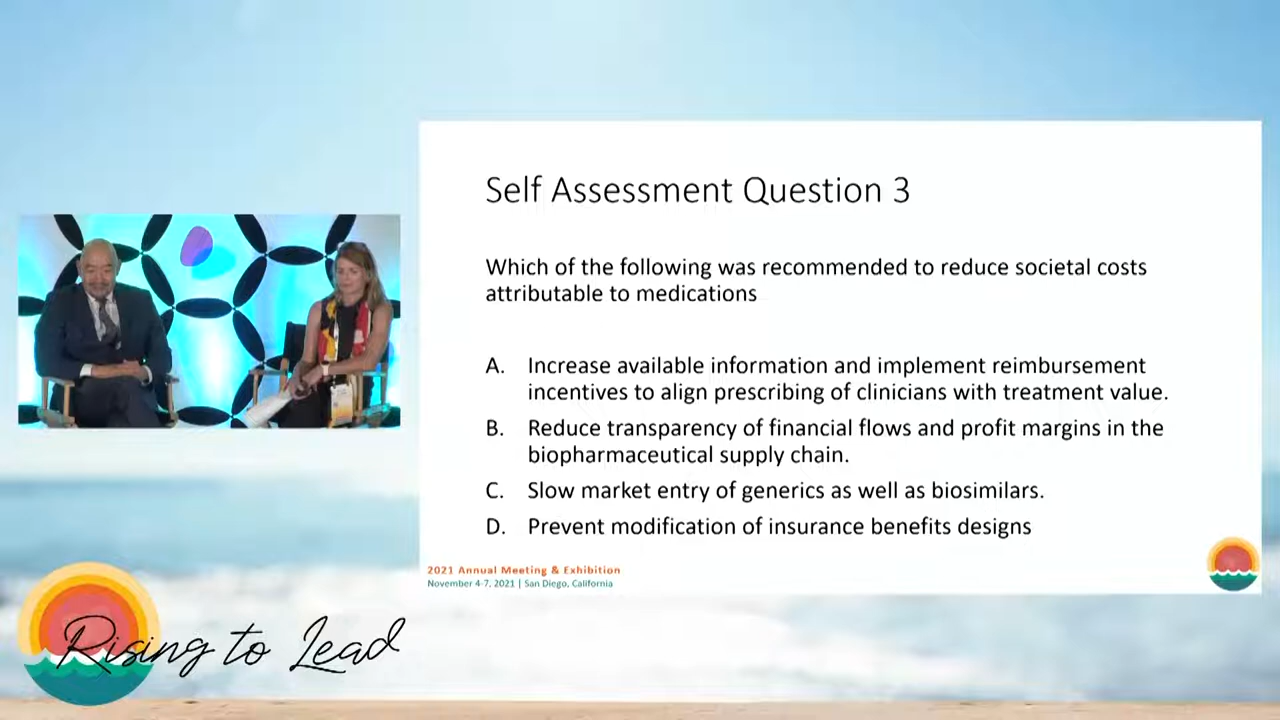 Self Assessment Question 3
Which of the following was recommended to reduce societal costs
attributable to medications
A. Increase available information and implement reimbursement
incentives to align prescribing of clinicians with treatment value.
B. Reduce transparency of financial flows and profit margins in the
biopharmaceutical supply chain.
C. Slow market entry of generics as well as biosimilars.
D. Prevent modification of insurance benefits designs
2021 Annual Meeting & Exhibition
November 4-7, 2021 | San Diego, California
Rising to Lead